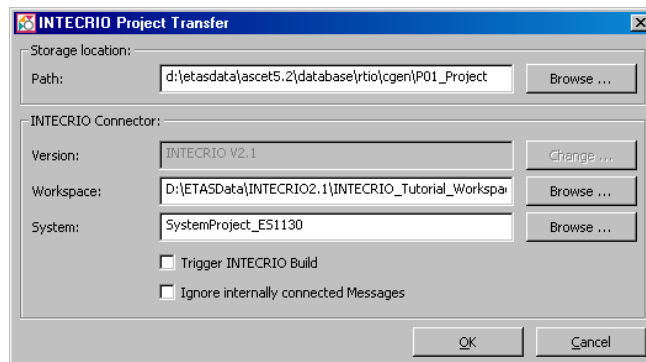 INTECRIO Project Transfer
Storage location:
Path: d:\etasdata\ascet5.2\database\rtio\cgen\P01_Project Browse ...
INTECRIO Connector:
Version: INTECRIO V2.1 Change ...
Workspace: D:\ETASData\INTECRIO2.1\INTECRIO_Tutorial_Workspa Browse ...
System: SystemProject_ES1130 Browse ...
Trigger INTECRIO Build
Ignore internally connected Messages
OK Cancel